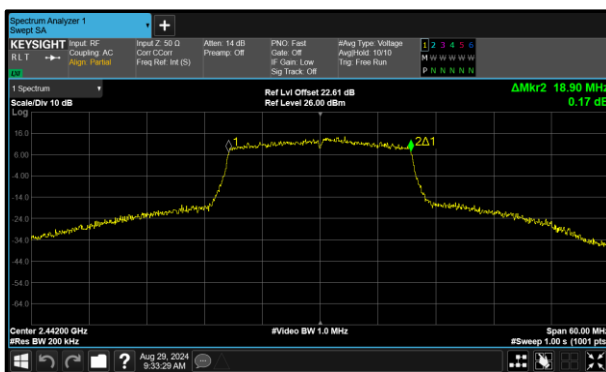 Spectrum Analyzer 1
Swept SA
+
KEYSIGHT
RLT
Input: RF
Coupling: AC
Align: Partial
Input Z: 50 Ω
Corr CCorr
Freq Ref: Int (S)
Atten: 14 dB
Preamp: Off
PNO: Fast
Gate: Off
IF Gain: Low
Sig Track: Off
#Avg Type: Voltage
Avg|Hold: 10/10
Trig: Free Run
1 2 3 4 5 6
M W W W W W
P N N N N N
1 Spectrum
Scale/Div 10 dB
Ref Lvl Offset 22.61 dB
Ref Level 26.00 dBm
ΔMkr2 18.90 MHz
0.17 dB
Log
1
2Δ1
16.0
6.00
-4.00
-14.0
-24.0
-34.0
-44.0
-54.0
-64.0
Center 2.44200 GHz
#Res BW 200 kHz
#Video BW 1.0 MHz
Span 60.00 MHz
#Sweep 1.00 s (1001 pts)
?
Aug 29, 2024
9:33:29 AM